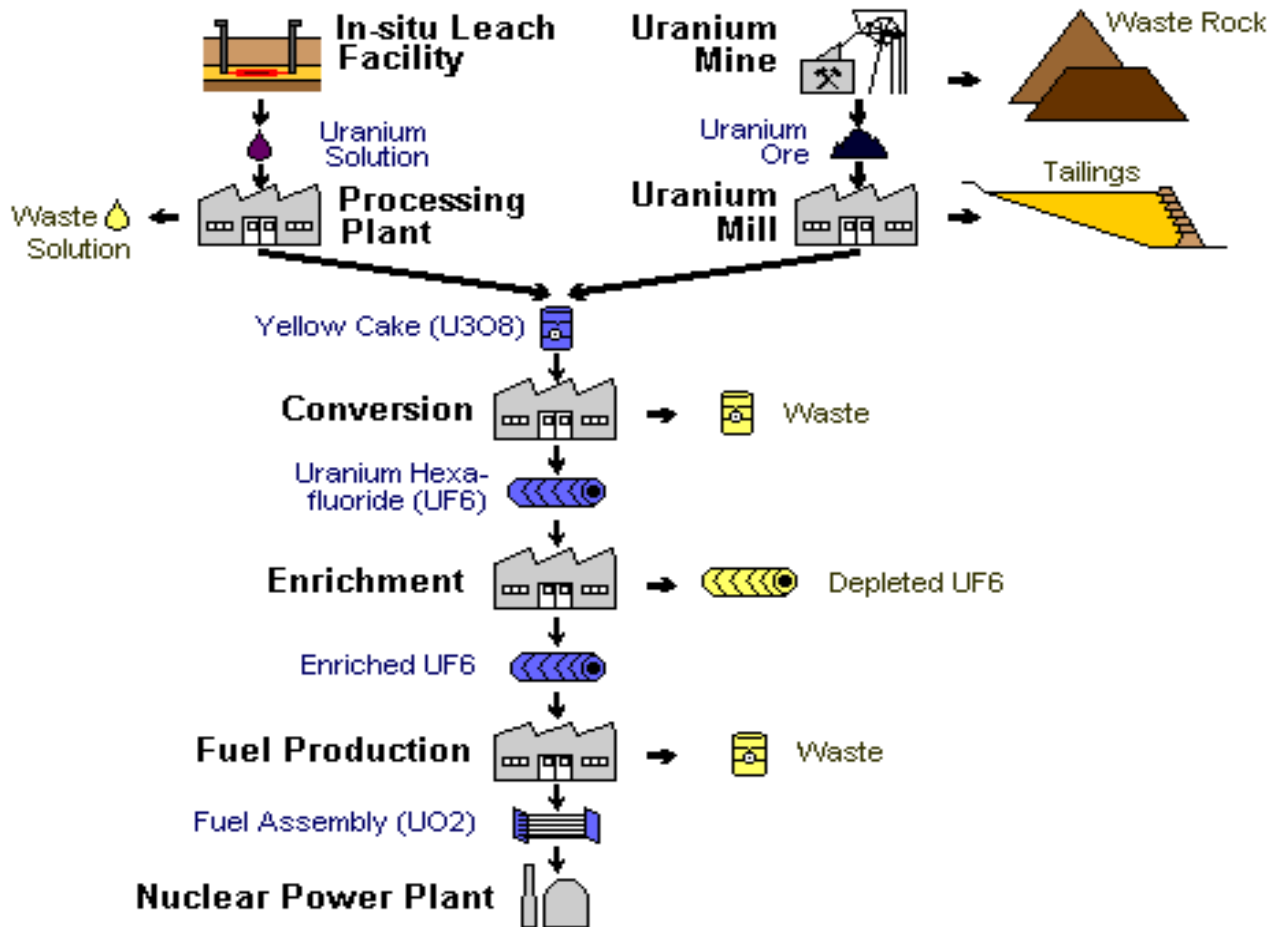 In-situ Leach
Facility
Uranium
Mine
Waste Rock
Uranium
Solution
Uranium
Ore
Processing
Plant
Waste
Solution
Uranium
Mill
Tailings
Yellow Cake (U3O8)
Conversion
Waste
Uranium Hexa-
fluoride (UF6)
Enrichment
Depleted UF6
Enriched UF6
Fuel Production
Waste
Fuel Assembly (UO2)
Nuclear Power Plant